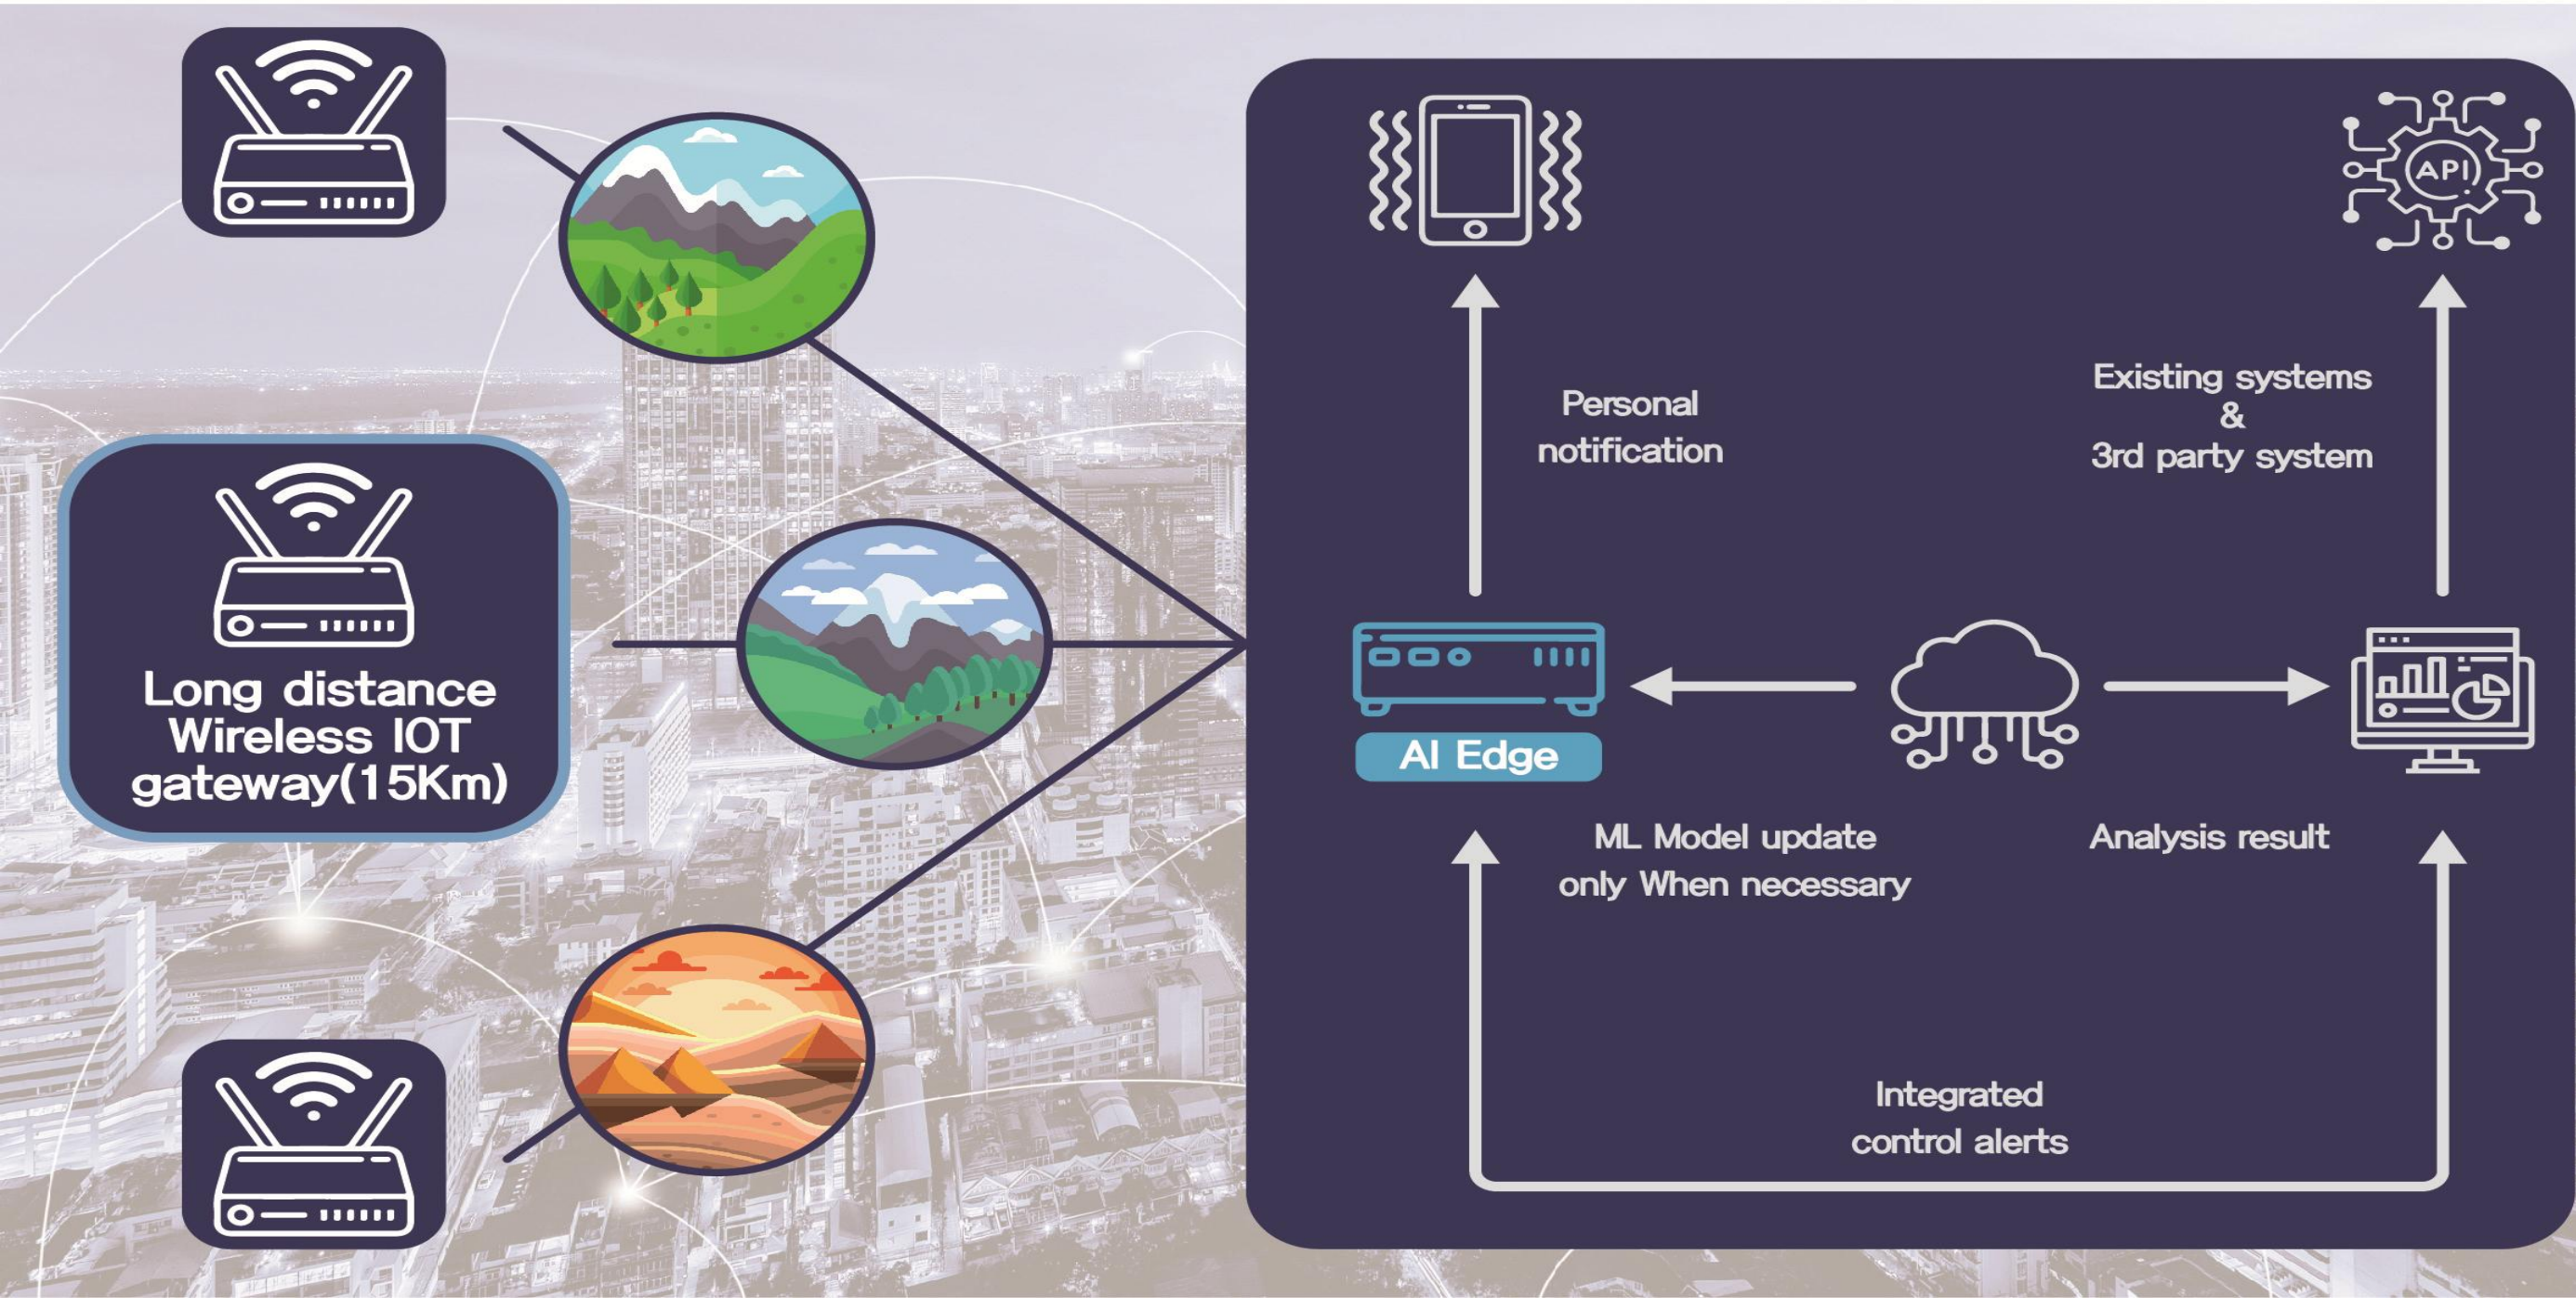 Long distance
Wireless IOT
gateway(15Km)
API
Personal
notification
Existing systems
&
3rd party system
AI Edge
ML Model update
only When necessary
Analysis result
Integrated
control alerts